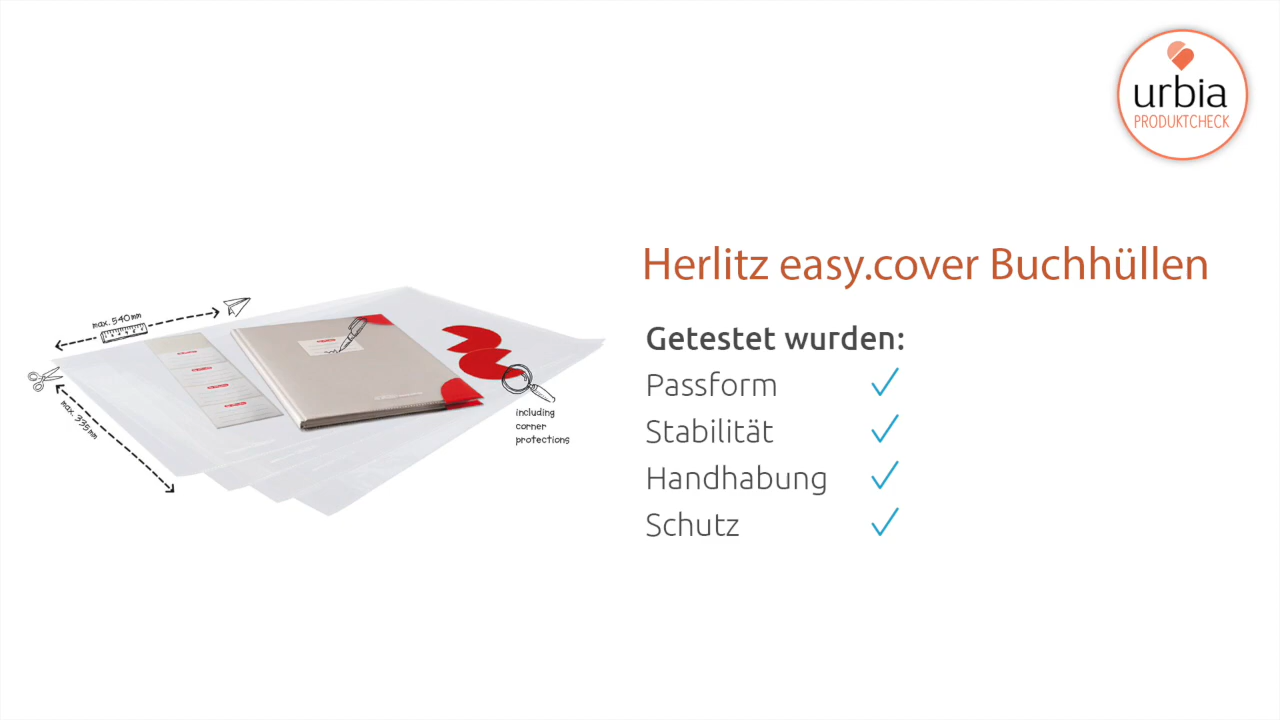 urbia
PRODUKTCHECK
Herlitz easy.cover Buchhüllen
Getestet wurden:
Passform
Stabilität
Handhabung
Schutz
max. 540mm
max. 335mm
including
corner
protections